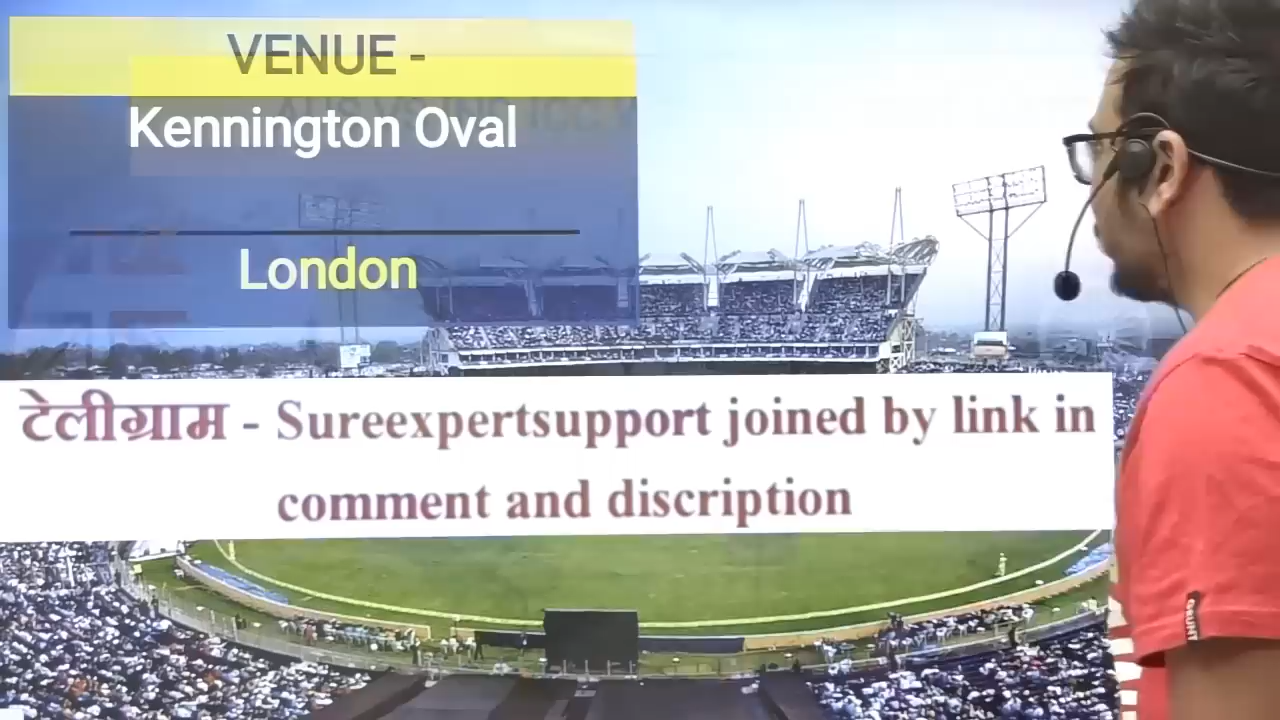 VENUE -
Kennington Oval
London
टेलीग्राम - Sureexpertsupport joined by link in
comment and discription